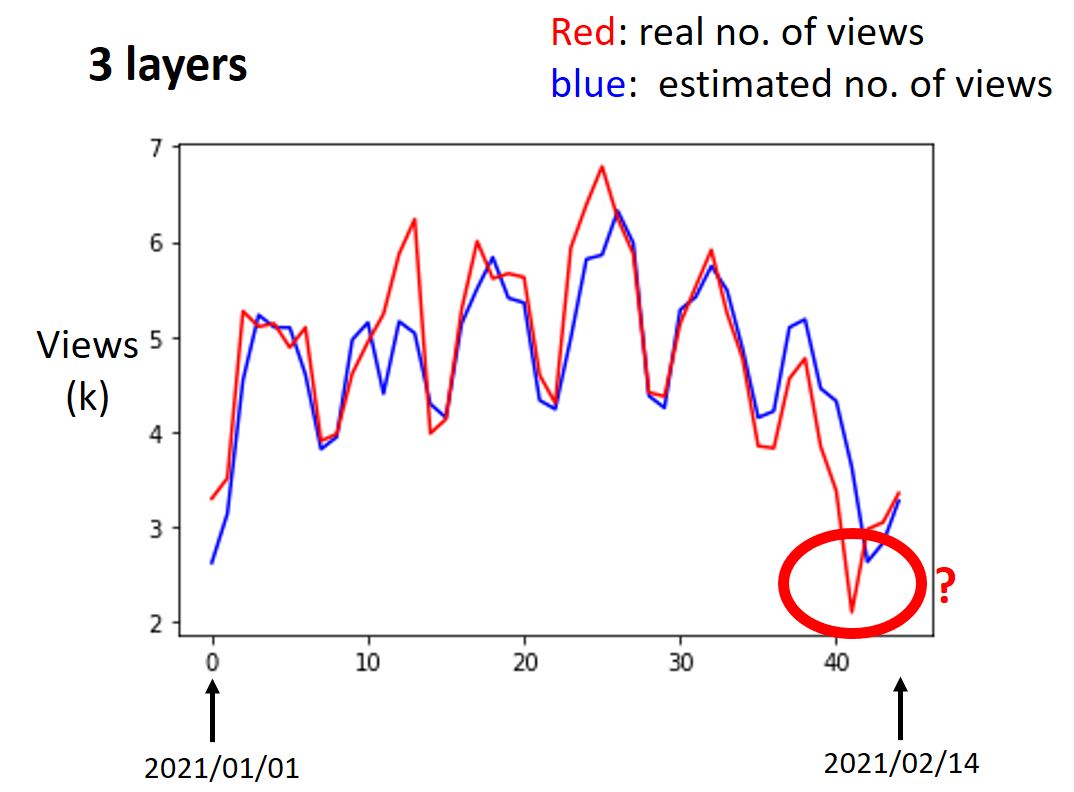 3 layers
Red: real no. of views
blue:  estimated no. of views
7
6
5
4
3
2
Views
(k)
?
0
10
20
30
40
2021/01/01
2021/02/14